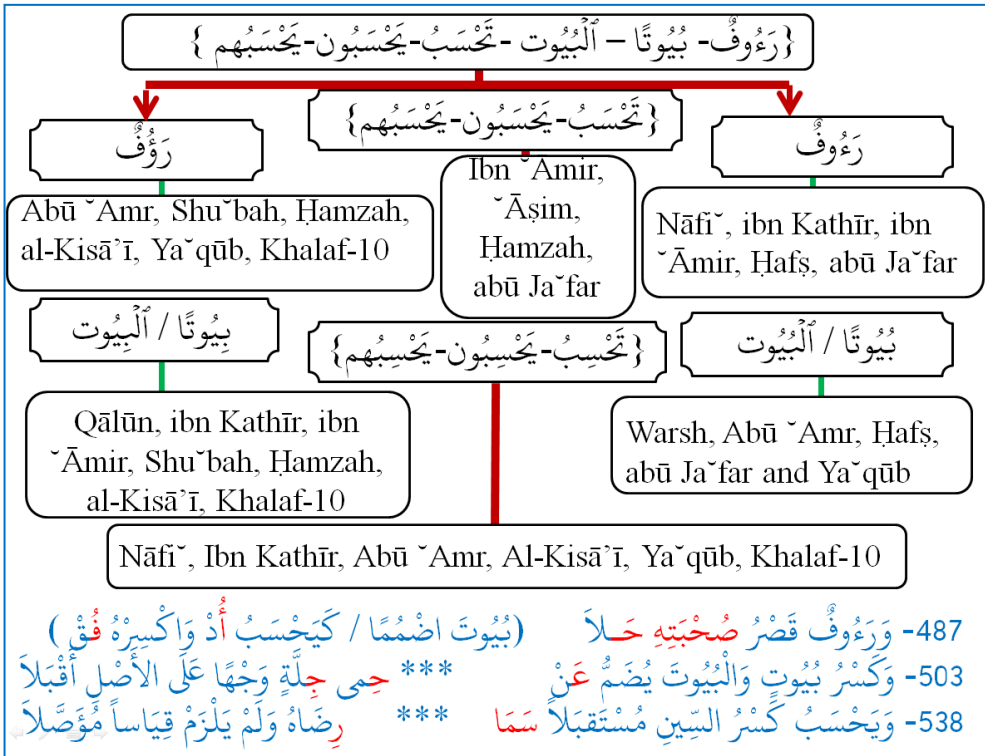 {رَءُوفٌ- بُيُوتًا – ٱلْبُيُوت -تَحْسَبُ-يَحْسَبُون-يَحْسَبُهم }
{تَحْسَبُ-يَحْسَبُون-يَحْسَبُهم}
رَؤُفٌ
رَءُوفٌ
Abū ˇAmr, Shuˇbah, Ḥamzah,
al-Kisā’ī, Yaˇqūb, Khalaf-10
Ibn ˇAmir,
ˇĀṣim,
Ḥamzah,
abū Jaˇfar
Nāfiˇ, ibn Kathīr, ibn
ˇĀmir, Ḥafṣ, abū Jaˇfar
بِيُوتًا / ٱلْبِيُوت
{تَحْسِبُ-يَحْسِبُون-يَحْسِبُهم}
بُيُوتًا / ٱلْبُيُوت
Qālūn, ibn Kathīr, ibn
ˇĀmir, Shuˇbah, Ḥamzah,
al-Kisā’ī, Khalaf-10
Warsh, Abū ˇAmr, Ḥafṣ,
abū Jaˇfar and Yaˇqūb
Nāfiˇ, Ibn Kathīr, Abū ˇAmr, Al-Kisā’ī, Yaˇqūb, Khalaf-10
487- وَرَءُوفٌ قَصْرُ صُحْبَتِهِ حَـلاَ (بُيُوتَ اضْمُمًا / كَيَحْسَبُ أُدْ وَاكْسِرْهُ فُـقْ )
503- وَكَسْرُ بُيُوتٍ وَالْبُيُوتَ يُضَمُّ عَنْ *** حِمى جِلَّةٍ وَجْهًا عَلَى الأَصْلِ أَقْبَلاَ
538- وَيَحْسَبُ كَسْرُ السِّينِ مُسْتَقبَلاً سَمَا *** رِضَاهُ وَلَمْ يَلْزَمْ قِيَاساً مُؤَصَّلاَ